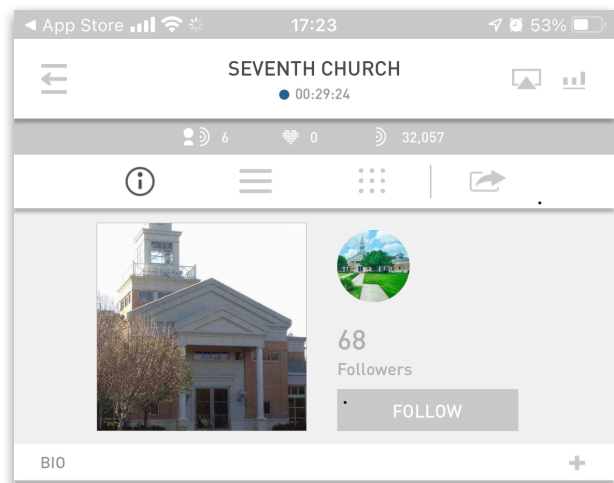 ◀ App Store 17:23 53%
SEVENTH CHURCH
00:29:24
6 0 32,057
68
Followers
FOLLOW
BIO +